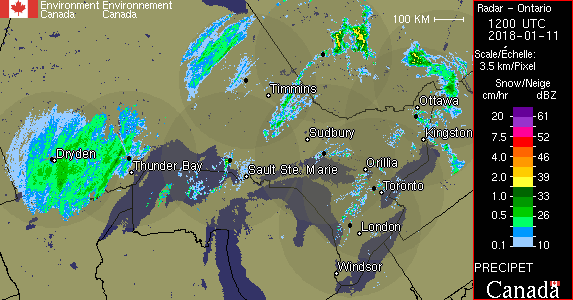 Environment Environnement
Canada Canada
100 KM
Timmins
Ottawa
Sudbury
Kingston
Dryden
Thunder Bay
Sault Ste. Marie
Orillia
Toronto
London
Windsor
Radar - Ontario
1200 UTC
2018-01-11
Scale/Échelle:
3.5 km/Pixel
Snow/Neige
cm/hr dBZ
20 61
7.5 52
4.0 46
2.0 39
1.0 33
0.5 26
0.1 10
PRECIPET
Canada